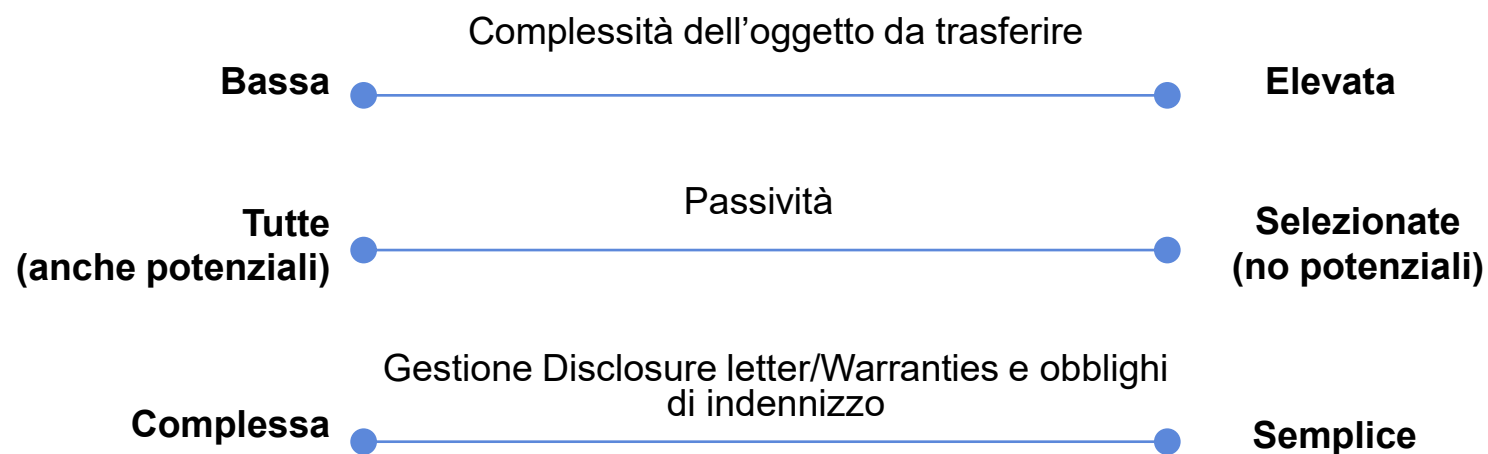 Complessità dell'oggetto da trasferire
Bassa
Elevata
Passività
Tutte
(anche potenziali)
Selezionate
(no potenziali)
Gestione Disclosure letter/Warranties e obblighi
di indennizzo
Complessa
Semplice